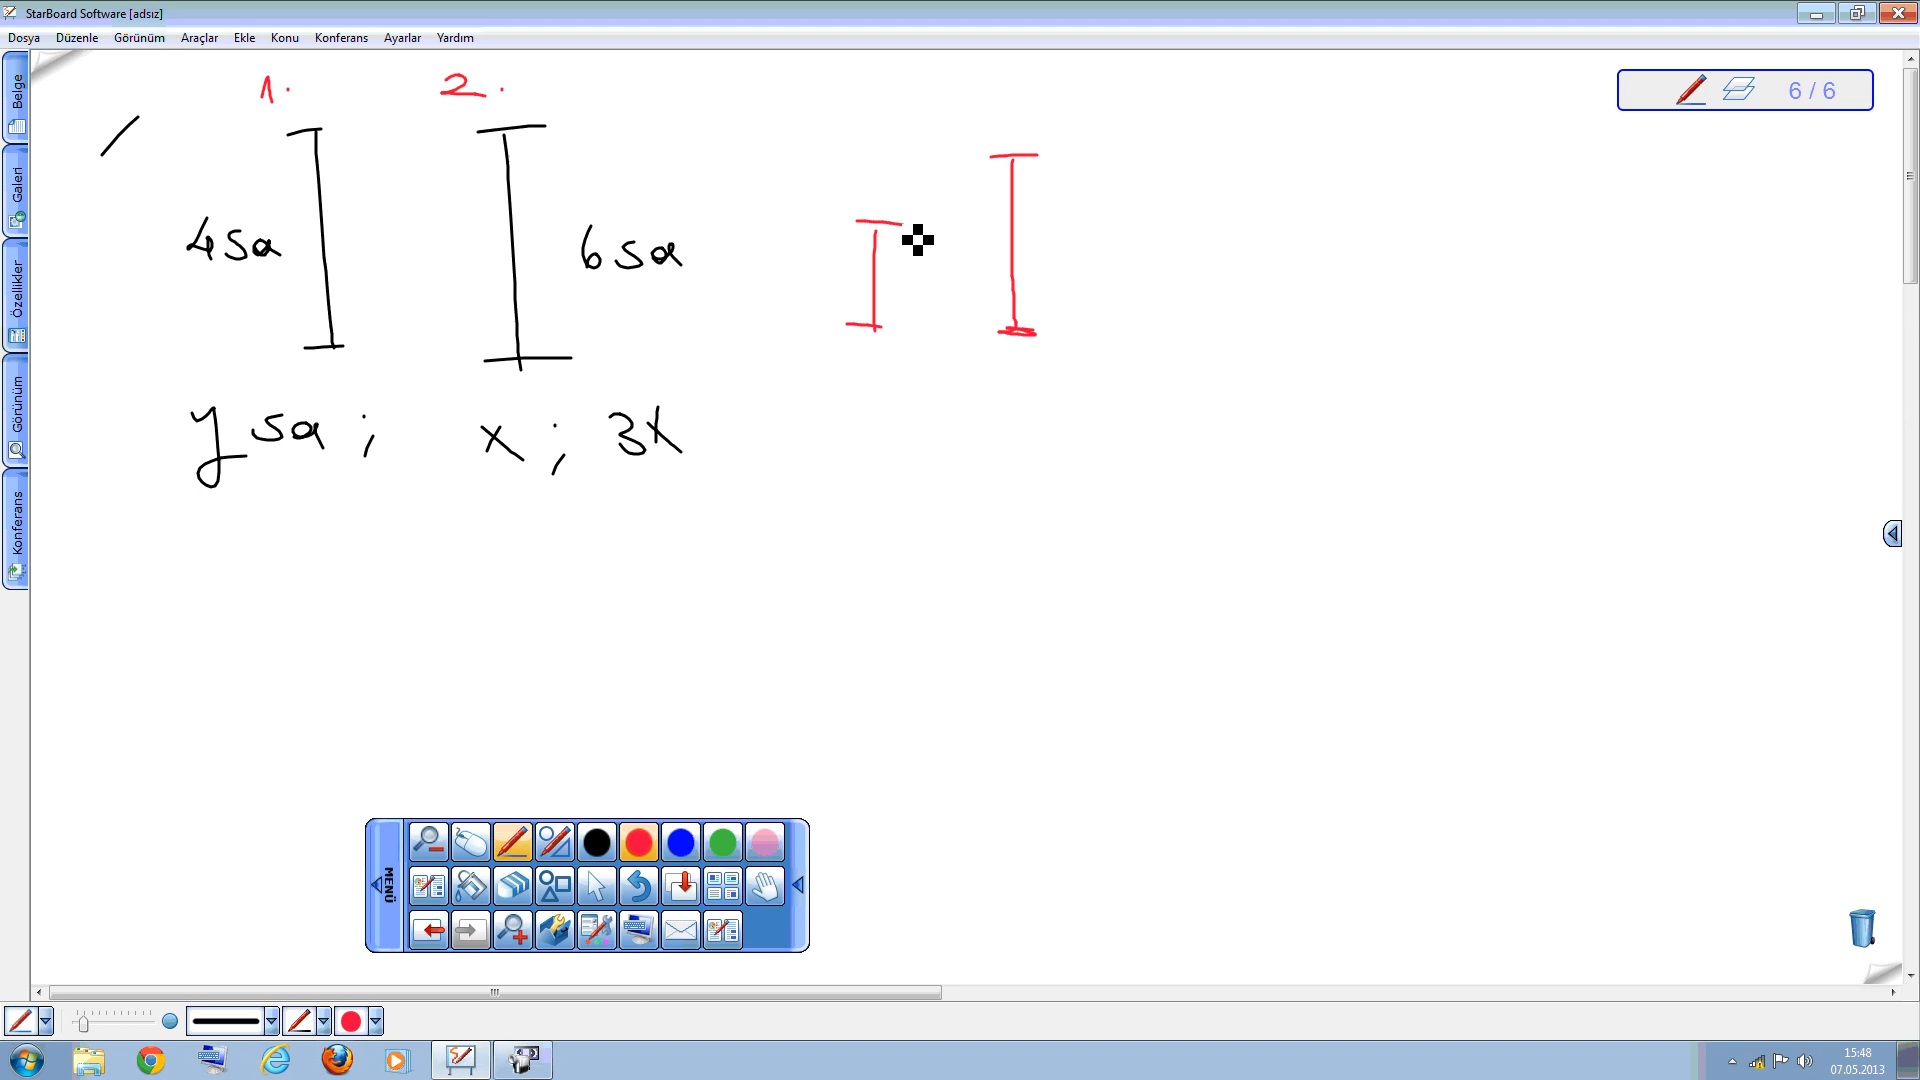 StarBoard Software [adsız]
Dosya Düzenle Görünüm Araçlar Ekle Konu Konferans Ayarlar Yardım
Belge
Galeri
Özellikler
Görünüm
Konferans
6 / 6
1. 2.
4sa 6sa
y sa ; x ; 3x
MENÜ
15:48
07.05.2013